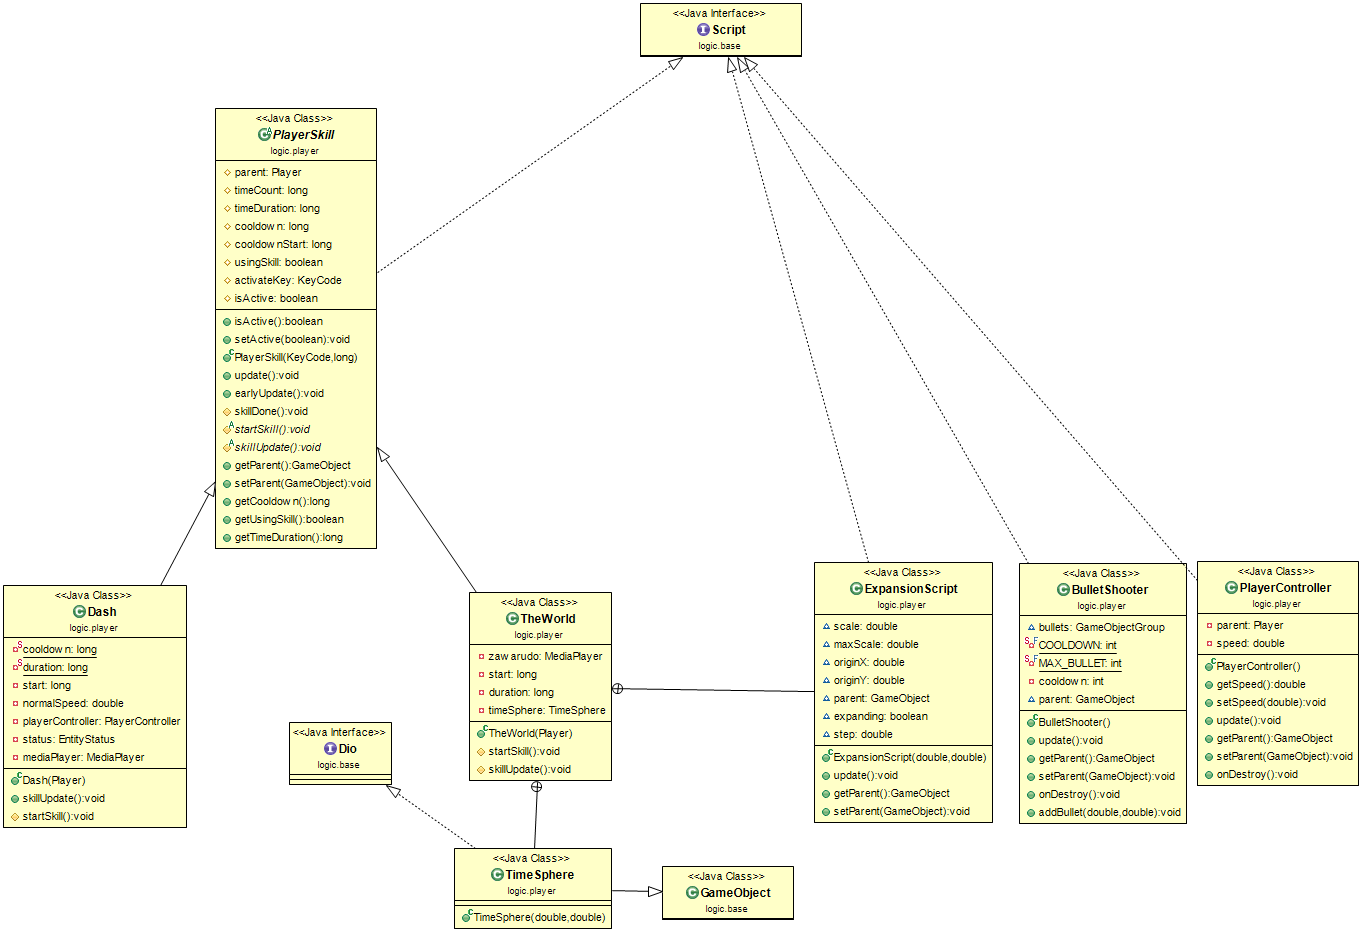 <<Java Interface>>
Script
logic.base
<<Java Class>>
PlayerSkill
logic.player
parent: Player
timeCount: long
timeDuration: long
cooldown: long
cooldownStart: long
usingSkill: boolean
activateKey: KeyCode
isActive: boolean
isActive():boolean
setActive(boolean):void
PlayerSkill(KeyCode,long)
update():void
earlyUpdate():void
skillDone():void
startSkill():void
skillUpdate():void
getParent():GameObject
setParent(GameObject):void
getCooldown():long
getUsingSkill():boolean
getTimeDuration():long
<<Java Class>>
Dash
logic.player
cooldown: long
duration: long
start: long
normalSpeed: double
playerController: PlayerController
status: EntityStatus
mediaPlayer: MediaPlayer
Dash(Player)
skillUpdate():void
startSkill():void
<<Java Class>>
TheWorld
logic.player
zawarudo: MediaPlayer
start: long
duration: long
timeSphere: TimeSphere
TheWorld(Player)
startSkill():void
skillUpdate():void
<<Java Class>>
ExpansionScript
logic.player
scale: double
maxScale: double
originX: double
originY: double
parent: GameObject
expanding: boolean
step: double
ExpansionScript(double,double)
update():void
getParent():GameObject
setParent(GameObject):void
<<Java Class>>
BulletShooter
logic.player
bullets: GameObjectGroup
COOLDOWN: int
MAX_BULLET: int
cooldown: int
parent: GameObject
BulletShooter()
update():void
getParent():GameObject
setParent(GameObject):void
onDestroy():void
addBullet(double,double):void
<<Java Class>>
PlayerController
logic.player
parent: Player
speed: double
PlayerController()
getSpeed():double
setSpeed(double):void
update():void
getParent():GameObject
setParent(GameObject):void
onDestroy():void
<<Java Interface>>
Dio
logic.base
<<Java Class>>
TimeSphere
logic.player
TimeSphere(double,double)
<<Java Class>>
GameObject
logic.base